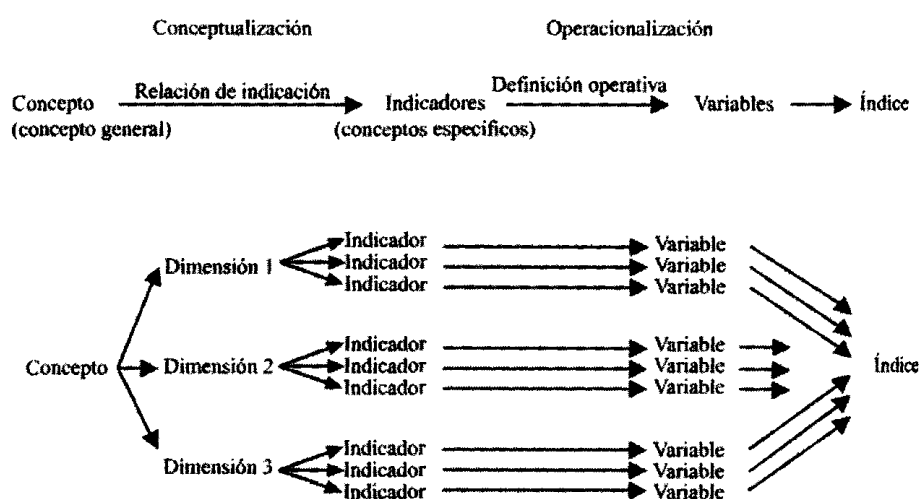 Conceptualización Operacionalización
Relación de indicación Definición operativa
Concepto Indicadores Variables Índice
(concepto general) (conceptos específicos)
Indicador Variable
Dimensión 1 Indicador Variable
Indicador Variable
Indicador Variable
Concepto Dimensión 2 Indicador Variable Índice
Indicador Variable
Indicador Variable
Dimensión 3 Indicador Variable
Indicador Variable